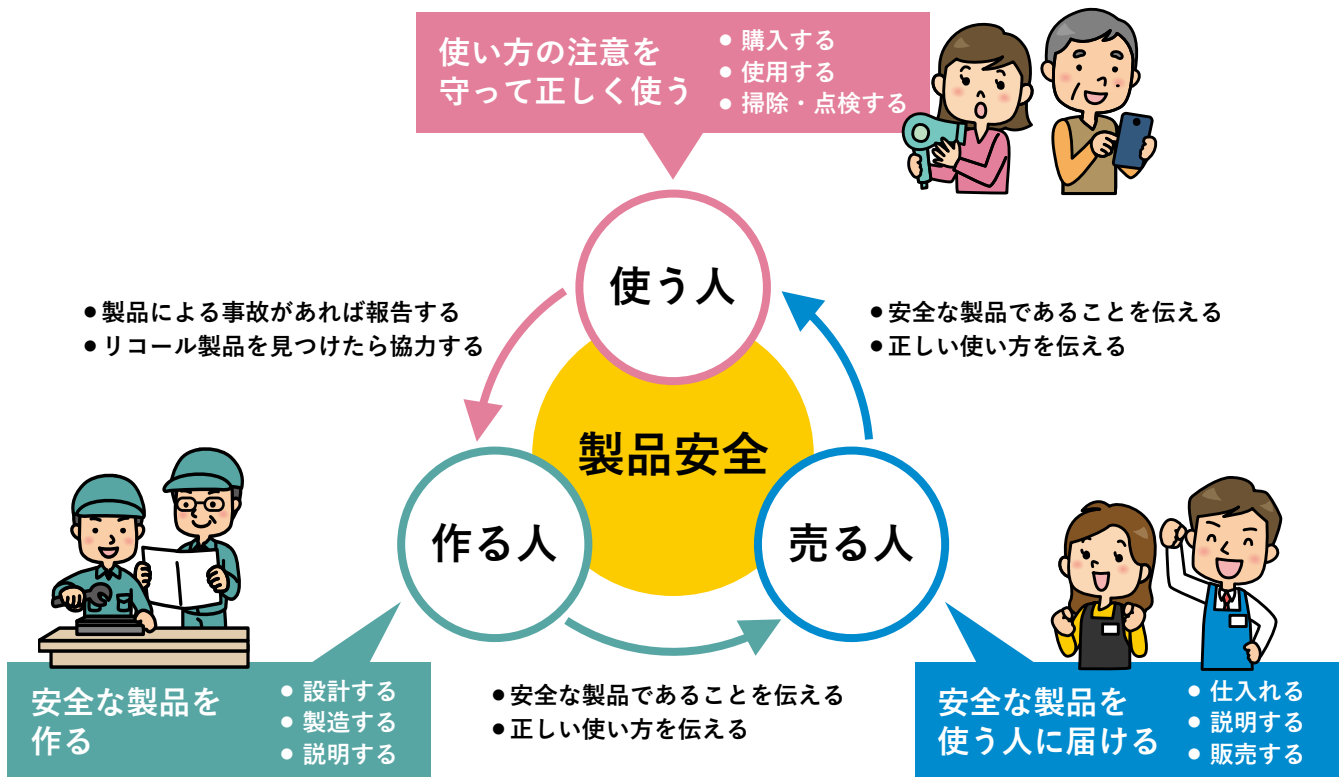 使い方の注意を
守って正しく使う
● 購入する
● 使用する
● 掃除・点検する
使う人
●製品による事故があれば報告する
●リコール製品を見つけたら協力する
●安全な製品であることを伝える
●正しい使い方を伝える
製品安全
作る人
売る人
安全な製品を
作る
● 設計する
● 製造する
● 説明する
●安全な製品であることを伝える
●正しい使い方を伝える
安全な製品を
使う人に届ける
● 仕入れる
● 説明する
● 販売する